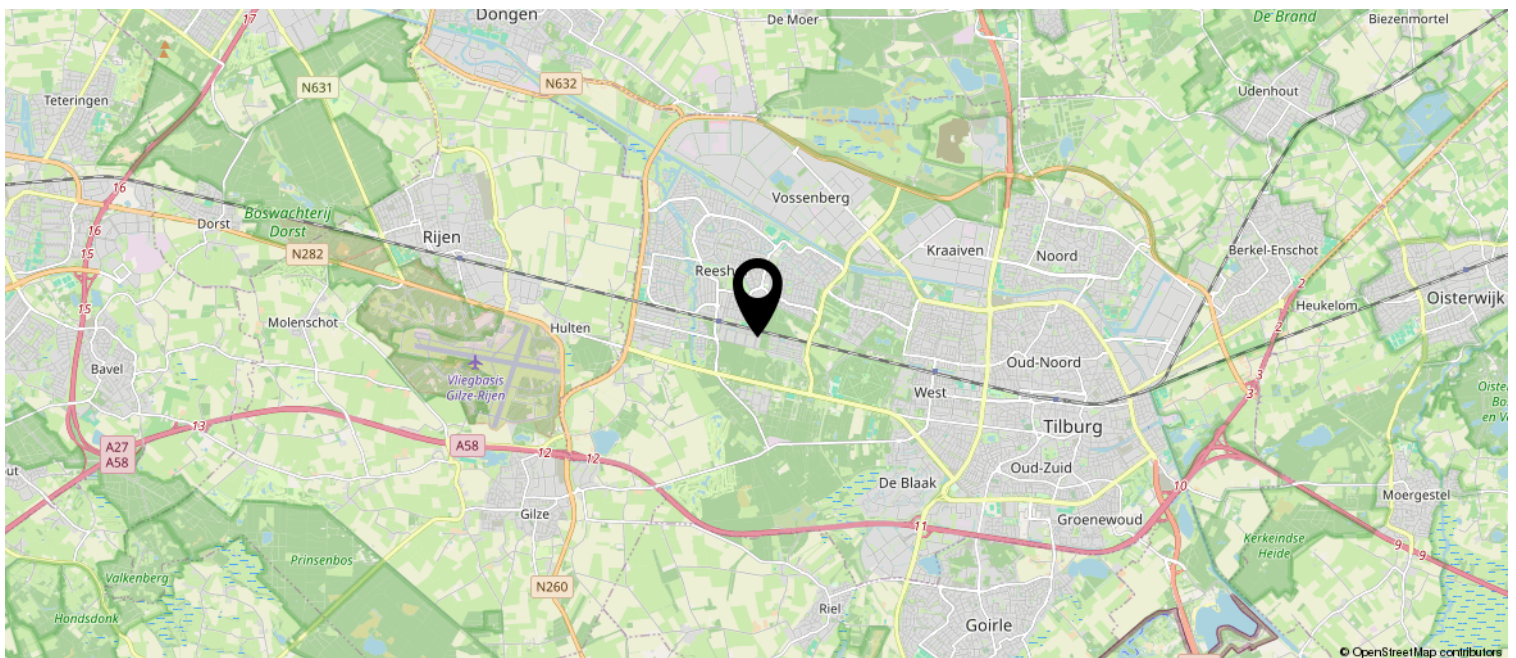 17
Dongen
De Moer
De Brand
Biezenmortel
N631
N632
Teteringen
Udenhout
16
16
15
Dorst
Boswachterij
Dorst
N282
Rijen
Vossenberg
Kraaiven
Noord
Berkel-Enschot
Reesh
2
2
Heukelom
Oisterwijk
15
Molenschot
Hulten
Bavel
Vliegbasis
Gilze-Rijen
Oud-Noord
West
3
3
Tilburg
13
A27
A58
A58
12
12
Oud-Zuid
De Blaak
10
Moergestel
Gilze
Groenewoud
11
Kerkeindse
Heide
9
9
Prinsenbos
Valkenberg
Hondsdonk
N260
Riel
Goirle
© OpenStreetMap contributors